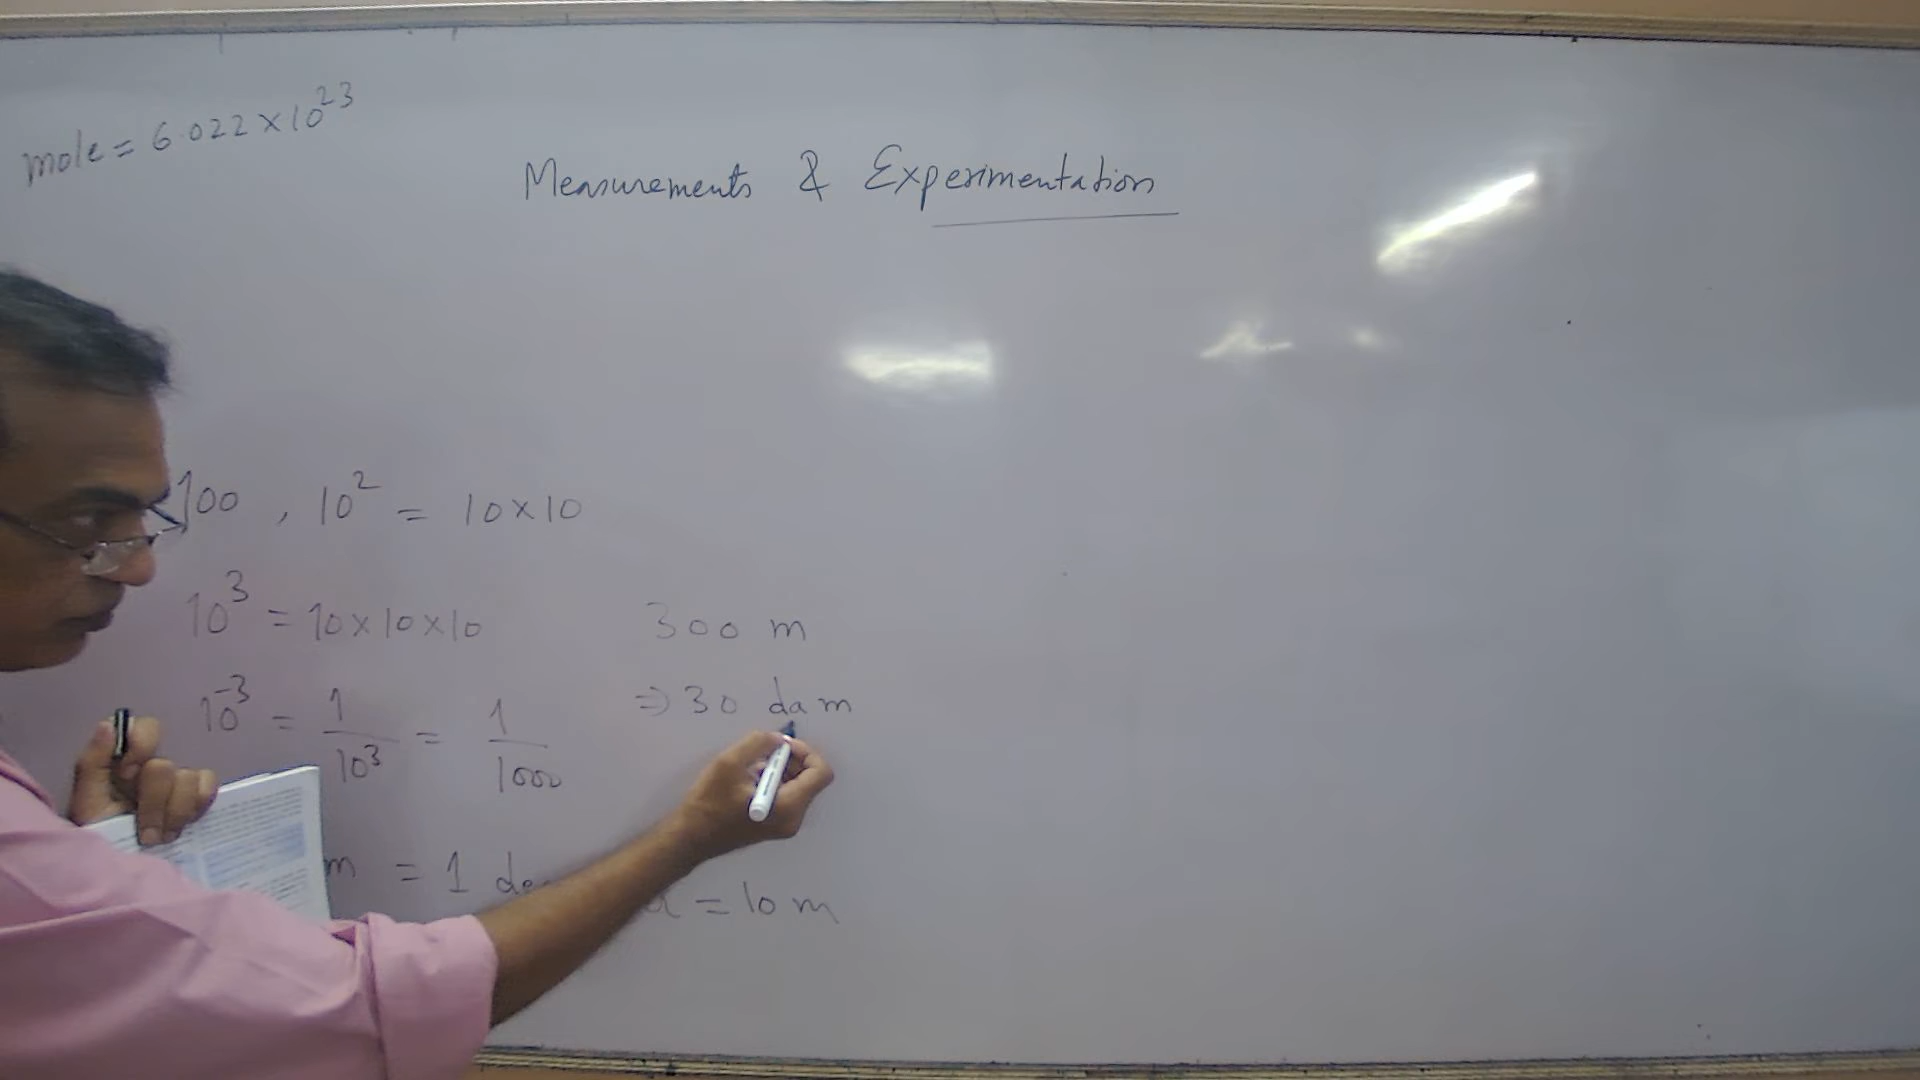 mole = 6.022 × 10²³
Measurements & Experimentation
100 , 10² = 10×10
10³ = 10×10×10
300 m
10⁻³ = 1/10³ = 1/1000
⇒ 30 dam
m = 1 de
= 10 m